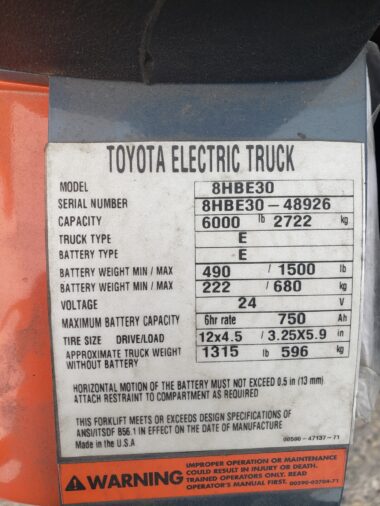 TOYOTA ELECTRIC TRUCK
MODEL 8HBE30
SERIAL NUMBER 8HBE30-48926
CAPACITY 6000 lb 2722 kg
TRUCK TYPE E
BATTERY TYPE E
BATTERY WEIGHT MIN / MAX 490 / 1500 lb
BATTERY WEIGHT MIN / MAX 222 / 680 kg
VOLTAGE 24 V
MAXIMUM BATTERY CAPACITY 6hr rate 750 Ah
TIRE SIZE DRIVE/LOAD 12x4.5 / 3.25X5.9 in
APPROXIMATE TRUCK WEIGHT
WITHOUT BATTERY 1315 lb 596 kg
HORIZONTAL MOTION OF THE BATTERY MUST NOT EXCEED 0.5 in (13 mm)
ATTACH RESTRAINT TO COMPARTMENT AS REQUIRED
THIS FORKLIFT MEETS OR EXCEEDS DESIGN SPECIFICATIONS OF
ANSI/ITSDF B56.1 IN EFFECT ON THE DATE OF MANUFACTURE
Made in the U.S.A 00586-47137-71
WARNING
IMPROPER OPERATION OR MAINTENANCE
COULD RESULT IN INJURY OR DEATH.
TRAINED OPERATORS ONLY. READ
OPERATOR'S MANUAL FIRST. 00590-03704-71